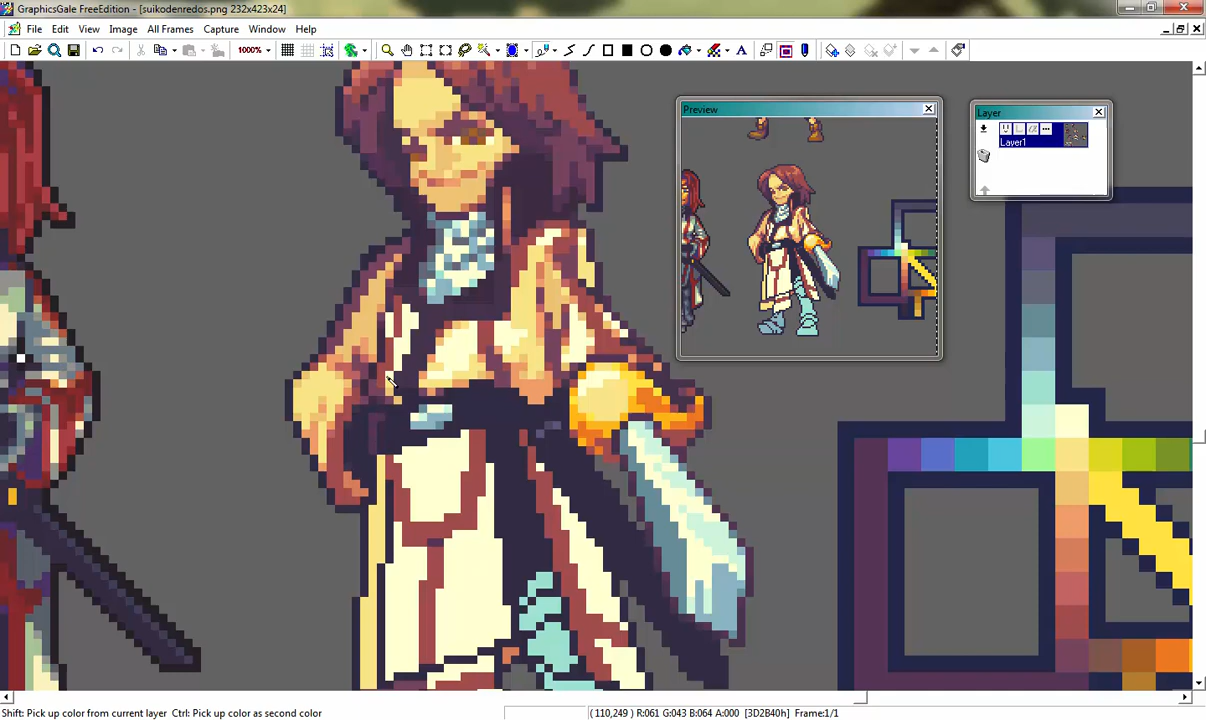 GraphicsGale FreeEdition - [suikodenredos.png 232x423x24]
File Edit View Image All Frames Capture Window Help
1000%
A
Preview
Layer
Layer1
Shift: Pick up color from current layer Ctrl: Pick up color as second color
(110,249) R:061 G:043 B:064 A:000 [3D2B40h] Frame:1/1